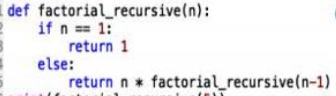 def factorial_recursive(n):
if n == 1:
return 1
else:
return n * factorial_recursive(n-1)